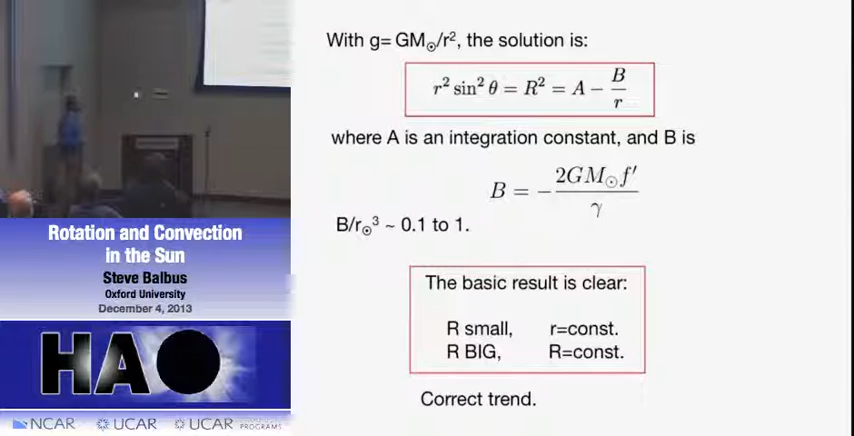 With g= GM☉/r², the solution is:
r² sin² θ = R² = A − B/r
where A is an integration constant, and B is
B = − 2GM☉f′/γ
B/r☉³ ~ 0.1 to 1.
The basic result is clear:
R small, r=const.
R BIG, R=const.
Correct trend.
Rotation and Convection
in the Sun
Steve Balbus
Oxford University
December 4, 2013
HAO
NCAR UCAR UCAR PROGRAMS